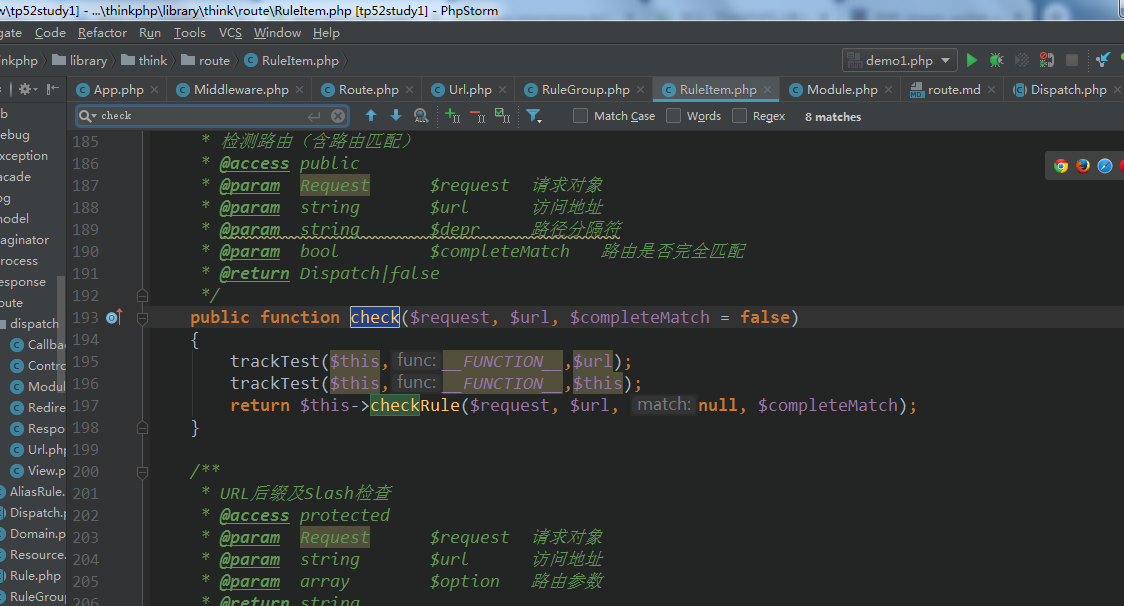 w\tp52study1] - ...\thinkphp\library\think\route\RuleItem.php [tp52study1] - PhpStorm
gate Code Refactor Run Tools VCS Window Help
nkphp library think route RuleItem.php demo1.php
App.php Middleware.php Route.php Url.php RuleGroup.php RuleItem.php Module.php route.md Dispatch.php
check Match Case Words Regex 8 matches
b
ebug
xception
acade
og
model
aginator
rocess
esponse
oute
dispatch
Callba
Contro
Modul
Redire
Respo
Url.php
View.p
AliasRule.
Dispatch.p
Domain.p
Resource.
Rule.php
RuleGroup
185 * 检测路由（含路由匹配）
186 * @access public
187 * @param Request $request 请求对象
188 * @param string $url 访问地址
189 * @param string $depr 路径分隔符
190 * @param bool $completeMatch 路由是否完全匹配
191 * @return Dispatch|false
192 */
193 public function check($request, $url, $completeMatch = false)
194 {
195 trackTest($this, func: __FUNCTION__,$url);
196 trackTest($this, func: __FUNCTION__,$this);
197 return $this->checkRule($request, $url, match: null, $completeMatch);
198 }
199
200 /**
201 * URL后缀及Slash检查
202 * @access protected
203 * @param Request $request 请求对象
204 * @param string $url 访问地址
205 * @param array $option 路由参数
206 * @return string